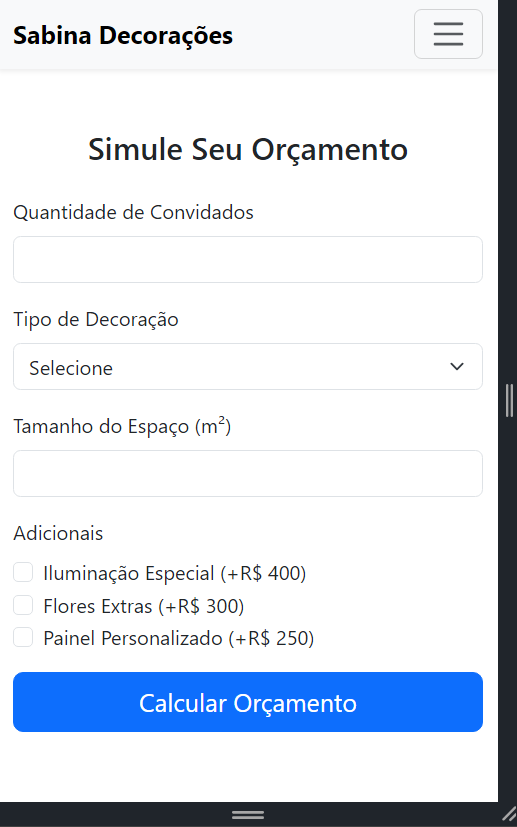 Sabina Decorações
Simule Seu Orçamento
Quantidade de Convidados
Tipo de Decoração
Selecione
Tamanho do Espaço (m²)
Adicionais
Iluminação Especial (+R$ 400)
Flores Extras (+R$ 300)
Painel Personalizado (+R$ 250)
Calcular Orçamento